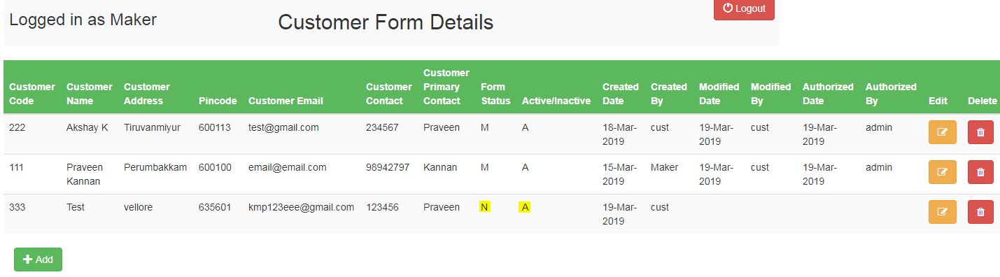 Logged in as Maker
Customer Form Details
Logout
Customer Code Customer Name Customer Address Pincode Customer Email Customer Contact Customer Primary Contact Form Status Active/Inactive Created Date Created By Modified Date Modified By Authorized Date Authorized By Edit Delete
222 Akshay K Tiruvanmiyur 600113 test@gmail.com 234567 Praveen M A 18-Mar-2019 cust 19-Mar-2019 cust 19-Mar-2019 admin
111 Praveen Kannan Perumbakkam 600100 email@email.com 98942797 Kannan M A 15-Mar-2019 Maker 19-Mar-2019 cust 19-Mar-2019 admin
333 Test vellore 635601 kmp123eee@gmail.com 123456 Praveen N A 19-Mar-2019 cust
Add